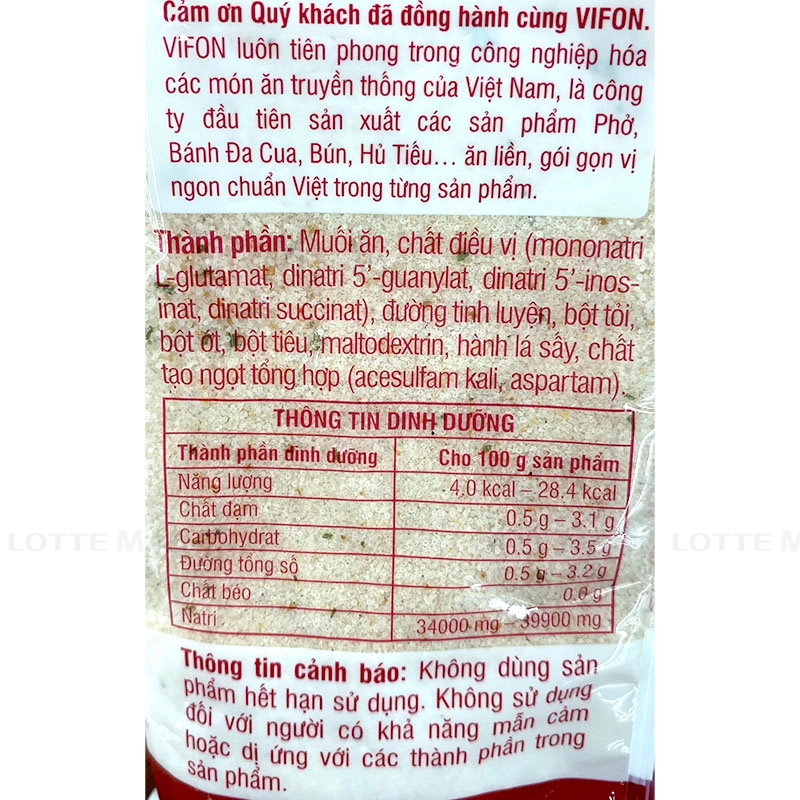 Cảm ơn Quý khách đã đồng hành cùng VIFON.
VIFON luôn tiên phong trong công nghiệp hóa
các món ăn truyền thống của Việt Nam, là công
ty đầu tiên sản xuất các sản phẩm Phở,
Bánh Đa Cua, Bún, Hủ Tiếu... ăn liền, gói gọn vị
ngon chuẩn Việt trong từng sản phẩm.
Thành phần: Muối ăn, chất điều vị (mononatri
L-glutamat, dinatri 5'-guanylat, dinatri 5'-inos-
inat, dinatri succinat), đường tinh luyện, bột tỏi,
bột ớt, bột tiêu, maltodextrin, hành lá sấy, chất
tạo ngọt tổng hợp (acesulfam kali, aspartam).
THÔNG TIN DINH DƯỠNG
Thành phần dinh dưỡng Cho 100 g sản phẩm
Năng lượng 4.0 kcal – 28.4 kcal
Chất đạm 0.5 g – 3.1 g
Carbohydrat 0.5 g – 3.5 g
Đường tổng số 0.5 g – 3.2 g
Chất béo 0.0 g
Natri 34000 mg – 39900 mg
LOTTE M LOTTE M
Thông tin cảnh báo: Không dùng sản
phẩm hết hạn sử dụng. Không sử dụng
đối với người có khả năng mẫn cảm
hoặc dị ứng với các thành phần trong
sản phẩm.